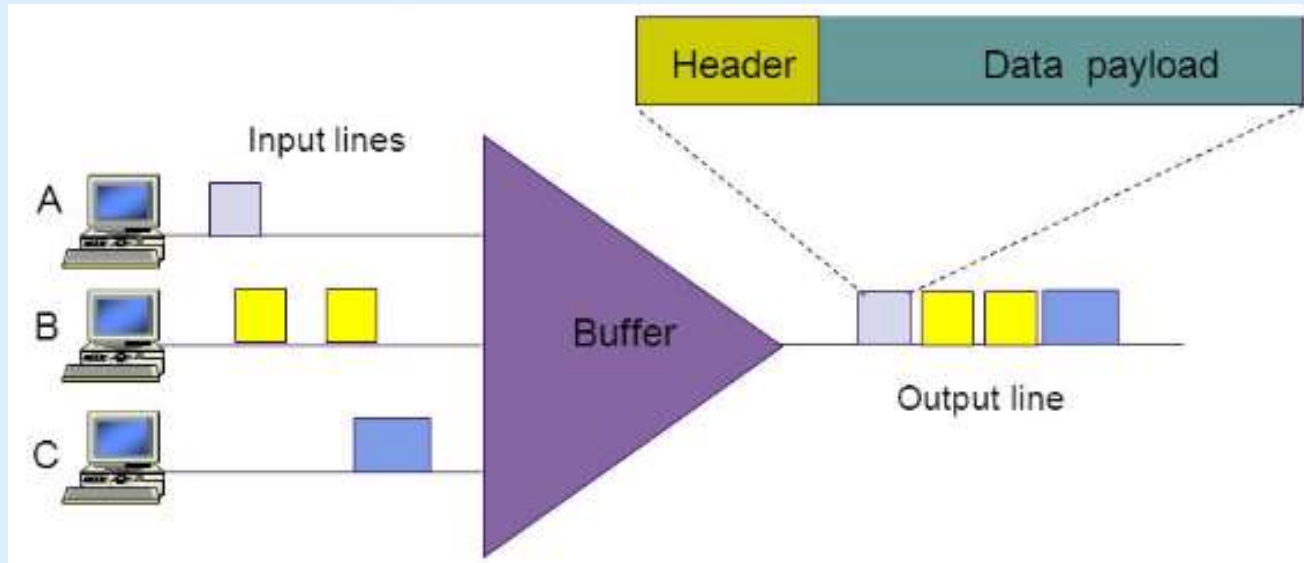 Header Data payload
Input lines
A
B
Buffer
Output line
C